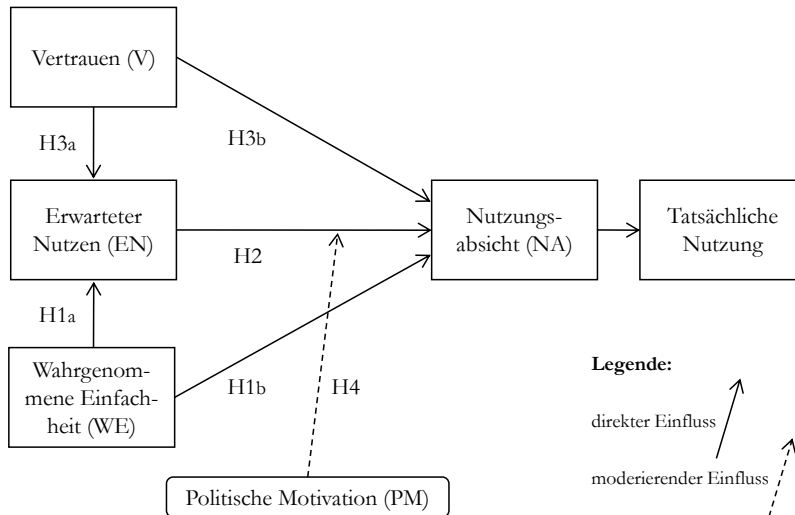 Vertrauen (V)
H3a
H3b
Erwarteter
Nutzen (EN)
H2
Nutzungs-
absicht (NA)
Tatsächliche
Nutzung
H1a
Wahrgenom-
mene Einfach-
heit (WE)
H1b
H4
Politische Motivation (PM)
Legende:
direkter Einfluss
moderierender Einfluss